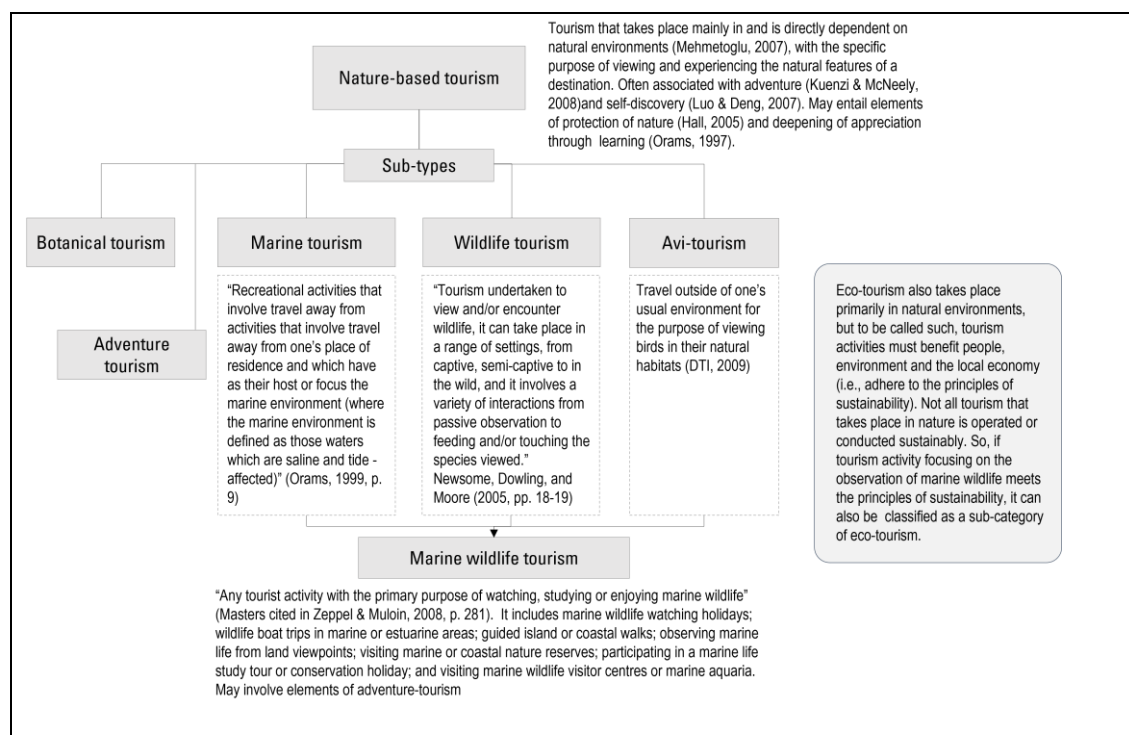 Nature-based tourism
Tourism that takes place mainly in and is directly dependent on
natural environments (Mehmetoglu, 2007), with the specific
purpose of viewing and experiencing the natural features of a
destination. Often associated with adventure (Kuenzi & McNeely,
2008)and self-discovery (Luo & Deng, 2007). May entail elements
of protection of nature (Hall, 2005) and deepening of appreciation
through learning (Orams, 1997).
Sub-types
Botanical tourism
Adventure
tourism
Marine tourism
“Recreational activities that
involve travel away from
activities that involve travel
away from one’s place of
residence and which have
as their host or focus the
marine environment (where
the marine environment is
defined as those waters
which are saline and tide -
affected)” (Orams, 1999, p.
9)
Wildlife tourism
“Tourism undertaken to
view and/or encounter
wildlife, it can take place in
a range of settings, from
captive, semi-captive to in
the wild, and it involves a
variety of interactions from
passive observation to
feeding and/or touching the
species viewed.”
Newsome, Dowling, and
Moore (2005, pp. 18-19)
Avi-tourism
Travel outside of one’s
usual environment for
the purpose of viewing
birds in their natural
habitats (DTI, 2009)
Eco-tourism also takes place
primarily in natural environments,
but to be called such, tourism
activities must benefit people,
environment and the local economy
(i.e., adhere to the principles of
sustainability). Not all tourism that
takes place in nature is operated or
conducted sustainably. So, if
tourism activity focusing on the
observation of marine wildlife meets
the principles of sustainability, it can
also be classified as a sub-category
of eco-tourism.
Marine wildlife tourism
“Any tourist activity with the primary purpose of watching, studying or enjoying marine wildlife”
(Masters cited in Zeppel & Muloin, 2008, p. 281). It includes marine wildlife watching holidays;
wildlife boat trips in marine or estuarine areas; guided island or coastal walks; observing marine
life from land viewpoints; visiting marine or coastal nature reserves; participating in a marine life
study tour or conservation holiday; and visiting marine wildlife visitor centres or marine aquaria.
May involve elements of adventure-tourism